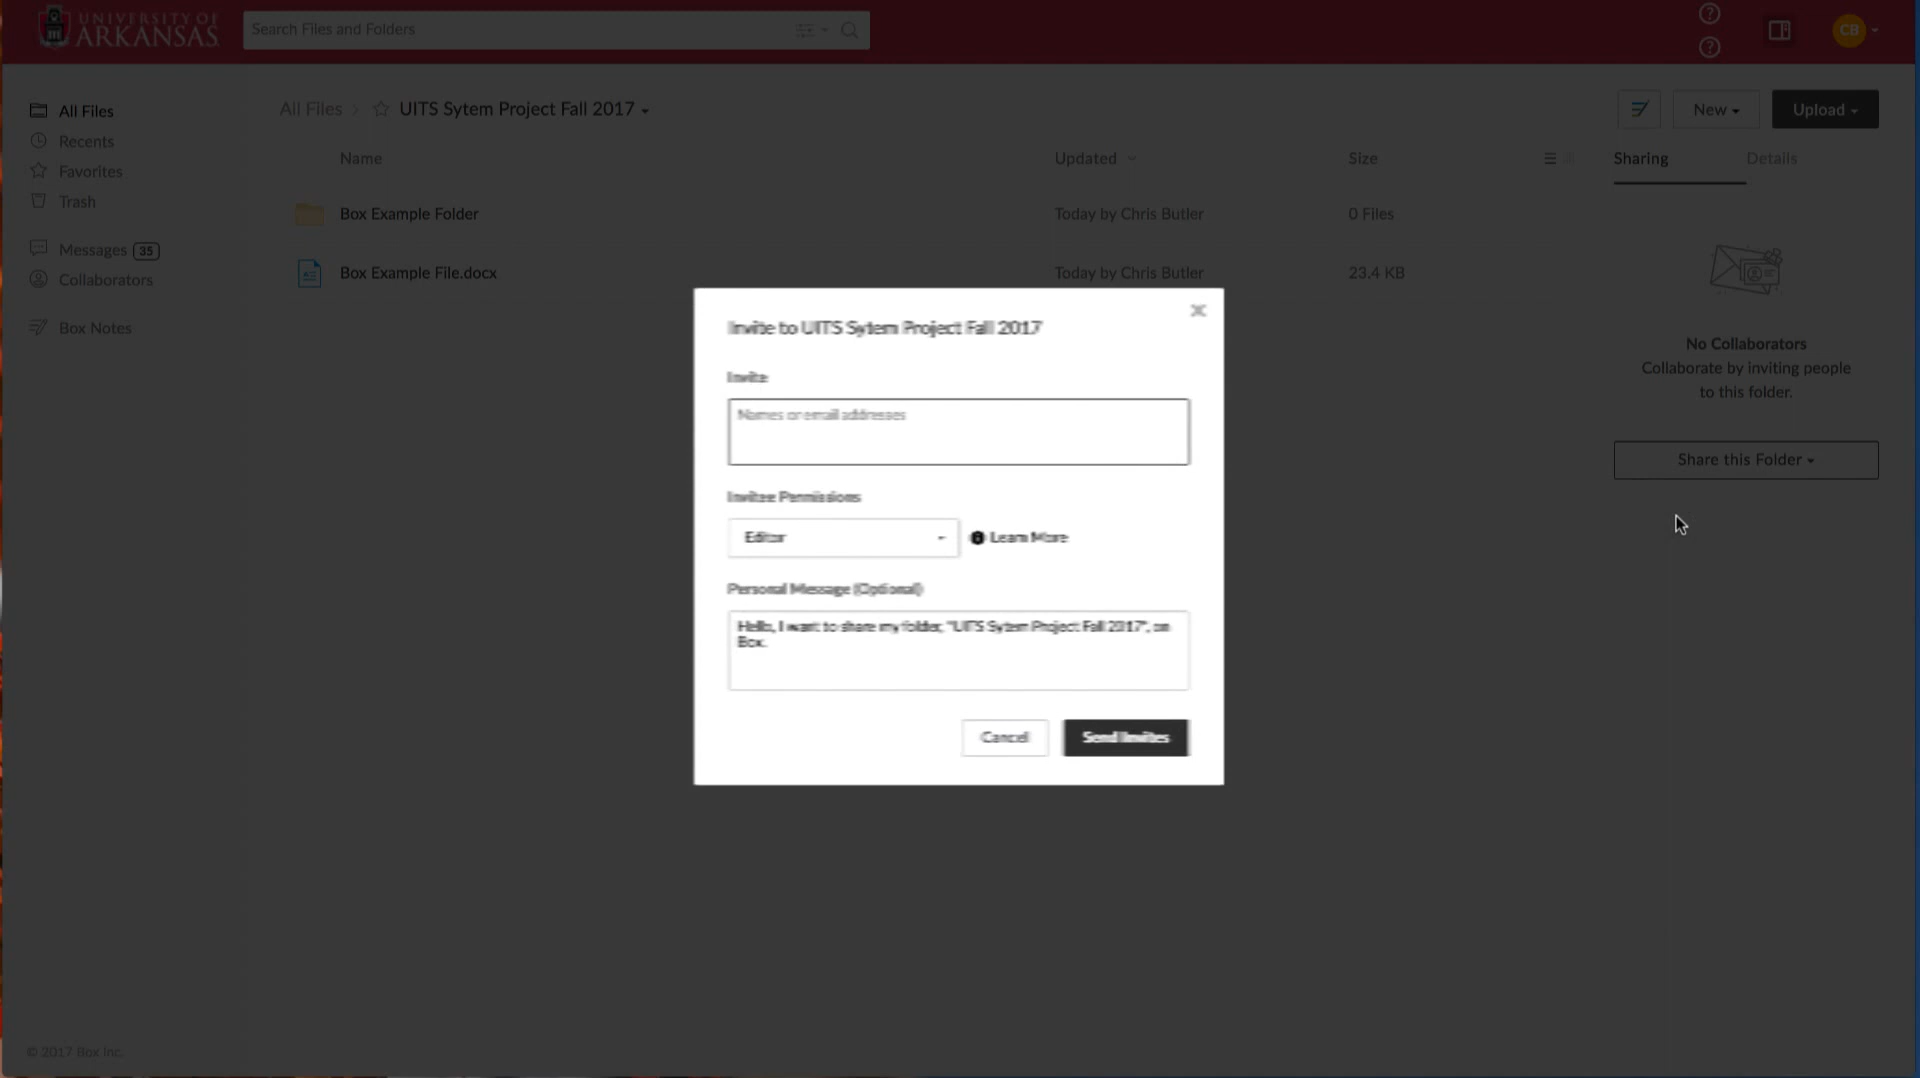 UNIVERSITY OF
ARKANSAS
Search Files and Folders
CB
All Files
Recents
Favorites
Trash
Messages 35
Collaborators
Box Notes
All Files > UITS Sytem Project Fall 2017
New
Upload
Name Updated Size
Sharing Details
Box Example Folder Today by Chris Butler 0 Files
Box Example File.docx Today by Chris Butler 23.4 KB
No Collaborators
Collaborate by inviting people
to this folder.
Share this Folder
Invite to UITS Sytem Project Fall 2017
Invite
Names or email addresses
Invitee Permissions
Editor
Learn More
Personal Message (Optional)
Hello, I want to share my folder, "UITS Sytem Project Fall 2017", on
Box.
Cancel
Send Invites
© 2017 Box Inc.